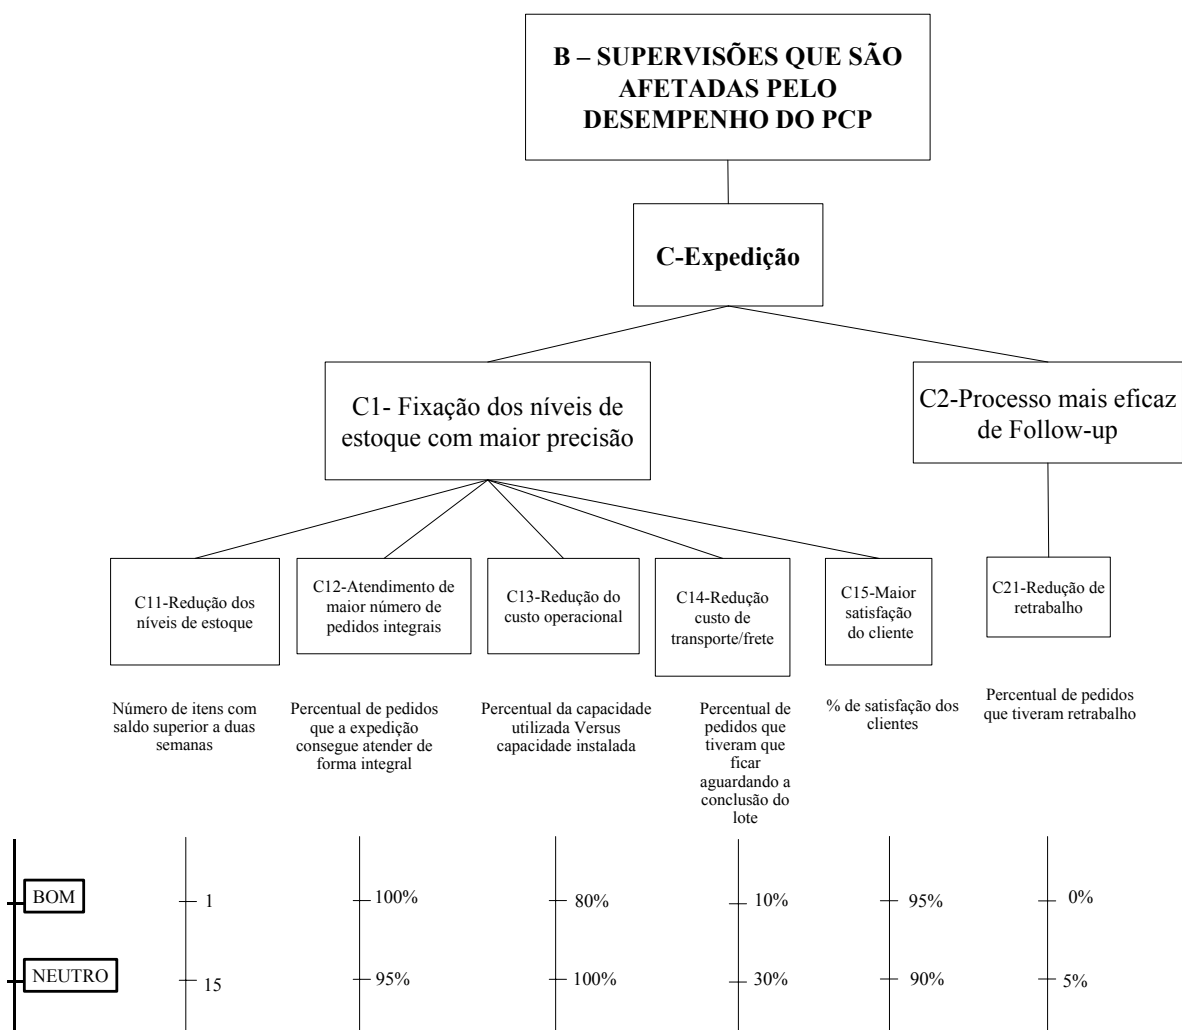 B – SUPERVISÕES QUE SÃO
AFETADAS PELO
DESEMPENHO DO PCP
C-Expedição
C1- Fixação dos níveis de
estoque com maior precisão
C2-Processo mais eficaz
de Follow-up
C11-Redução dos
níveis de estoque
C12-Atendimento de
maior número de
pedidos integrais
C13-Redução do
custo operacional
C14-Redução
custo de
transporte/frete
C15-Maior
satisfação
do cliente
C21-Redução de
retrabalho
Número de itens com
saldo superior a duas
semanas
Percentual de pedidos
que a expedição
consegue atender de
forma integral
Percentual da capacidade
utilizada Versus
capacidade instalada
Percentual de
pedidos que
tiveram que
ficar
aguardando a
conclusão do
lote
% de satisfação dos
clientes
Percentual de pedidos
que tiveram retrabalho
BOM
1
100%
80%
10%
95%
0%
NEUTRO
15
95%
100%
30%
90%
5%